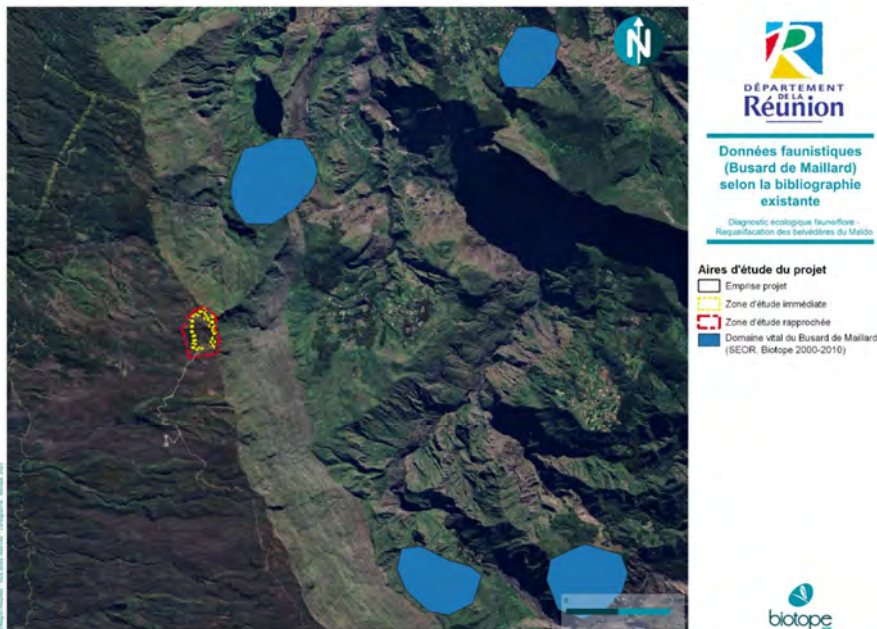 N
DÉPARTEMENT
DE LA
Réunion
Données faunistiques
(Busard de Maillard)
selon la bibliographie
existante
Diagnostic écologique faune/flore -
Requalifacation des belvédères du Maïdo
Aires d'étude du projet
Emprise projet
Zone d'étude immédiate
Zone d'étude rapprochée
Domaine vital du Busard de Maillard
(SEOR, Biotope 2000-2010)
biotope